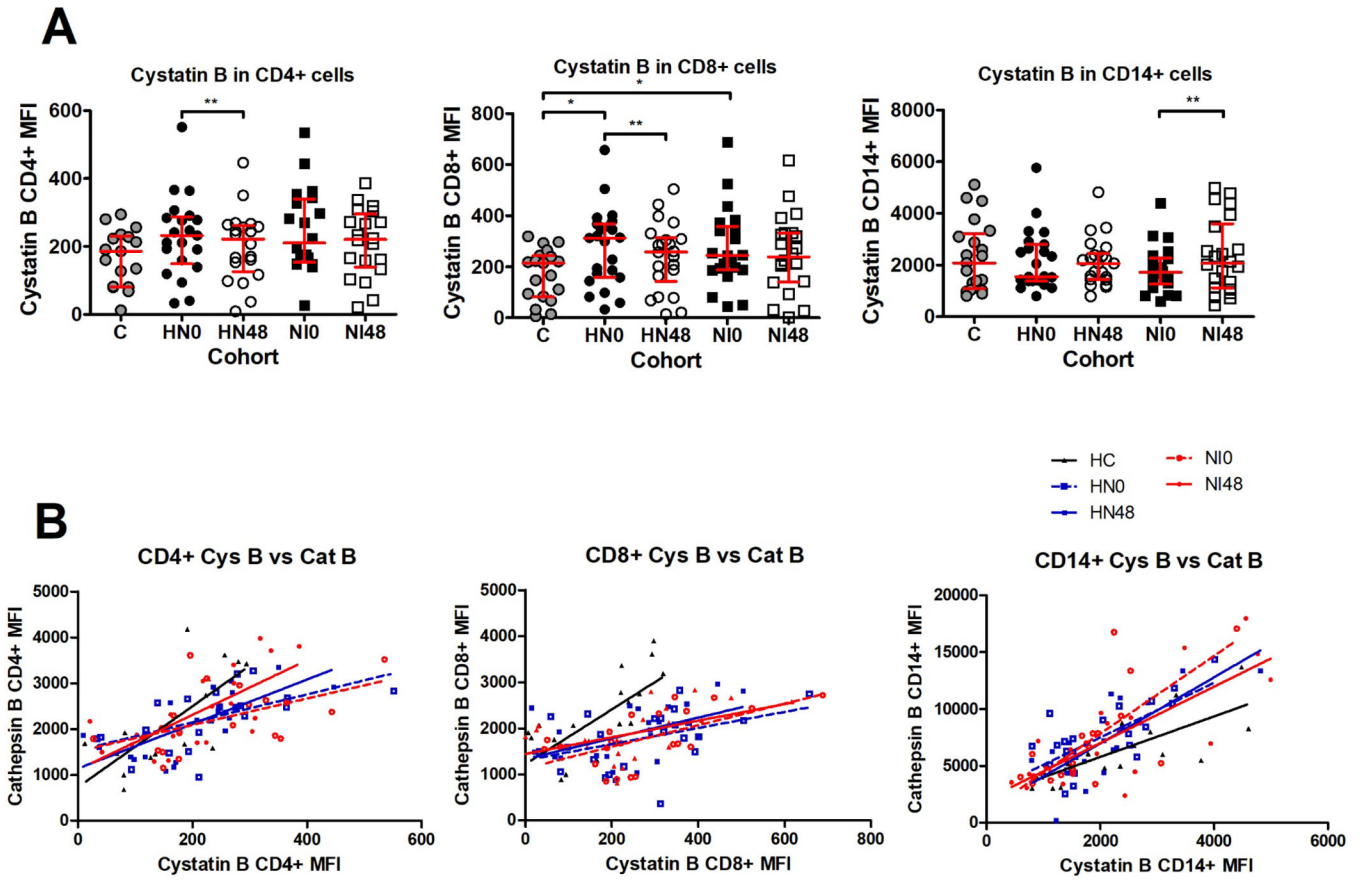 A
Cystatin B in CD4+ cells
Cystatin B CD4+ MFI
600
400
200
0
**
C HN0 HN48 NI0 NI48
Cohort
Cystatin B in CD8+ cells
Cystatin B CD8+ MFI
800
600
400
200
0
*
*
**
C HN0 HN48 NI0 NI48
Cohort
Cystatin B in CD14+ cells
Cystatin B CD14+ MFI
8000
6000
4000
2000
0
**
C HN0 HN48 NI0 NI48
Cohort
HC
HN0
HN48
NI0
NI48
B
CD4+ Cys B vs Cat B
Cathepsin B CD4+ MFI
5000
4000
3000
2000
1000
0
0 200 400 600
Cystatin B CD4+ MFI
CD8+ Cys B vs Cat B
Cathepsin B CD8+ MFI
5000
4000
3000
2000
1000
0
0 200 400 600 800
Cystatin B CD8+ MFI
CD14+ Cys B vs Cat B
Cathepsin B CD14+ MFI
20000
15000
10000
5000
0
0 2000 4000 6000
Cystatin B CD14+ MFI